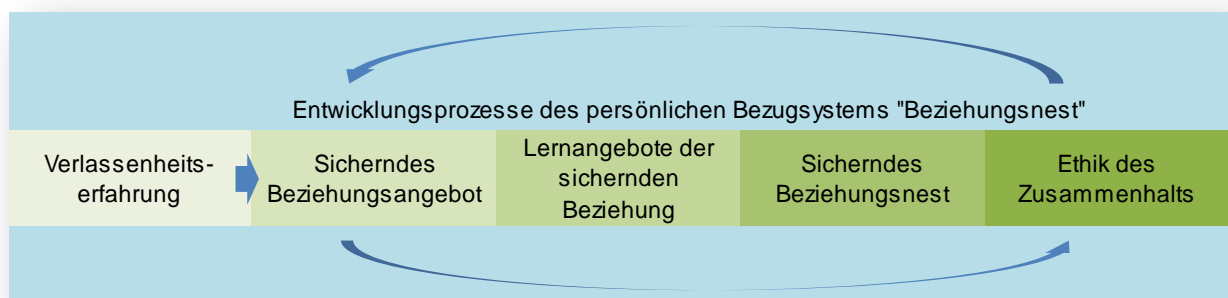 Entwicklungsprozesse des persönlichen Bezugsystems "Beziehungsnest"
Verlassenheits-
erfahrung
Sicherndes
Beziehungsangebot
Lernangebote der
sichernden
Beziehung
Sicherndes
Beziehungsnest
Ethik des
Zusammenhalts